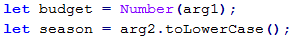 let budget = Number(arg1);
let season = arg2.toLowerCase();